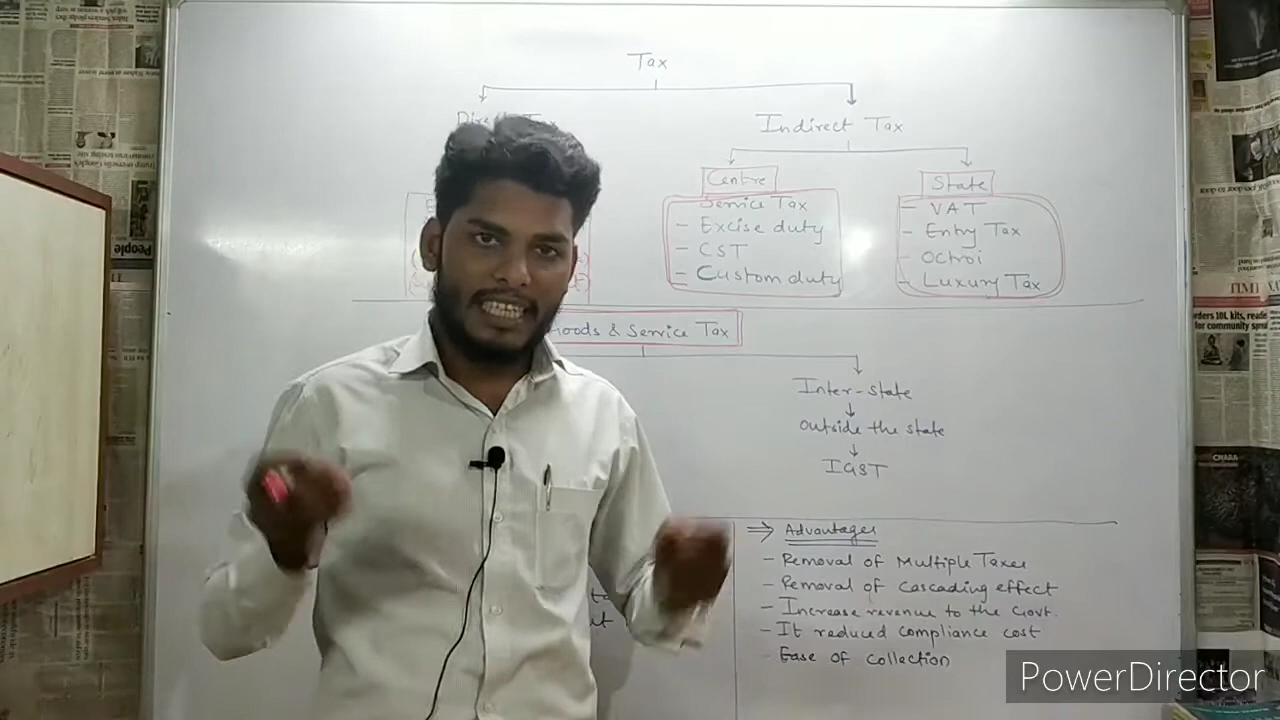 Tax
Indirect Tax
Centre
Service Tax
- Excise duty
- CST
- Custom duty
State
- VAT
- Entry Tax
- Octroi
- Luxury Tax
Goods & Service Tax
Inter-state
↓
Outside the state
↓
IGST
⇒ Advantages
- Removal of Multiple Taxes
- Removal of Cascading effect
- Increase revenue to the Govt.
- It reduced compliance cost
- Ease of collection
People
CHAKRA
PowerDirector